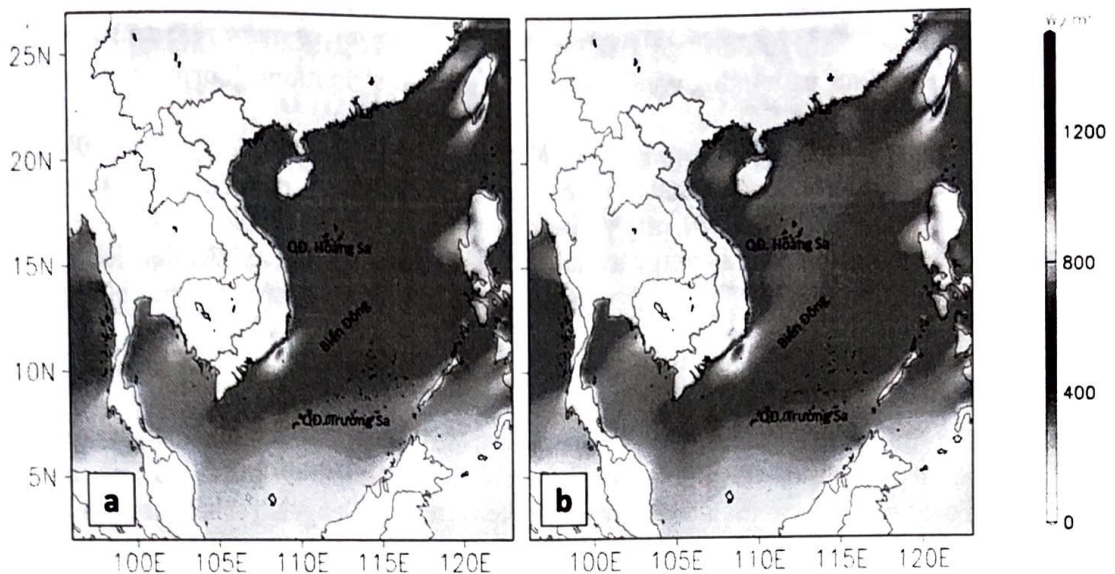 W/m²
25N
20N
15N
10N
5N
1200
800
400
0
QĐ. Hoàng Sa
Biển Đông
QĐ. Trường Sa
a
100E 105E 110E 115E 120E
QĐ. Hoàng Sa
Biển Đông
QĐ. Trường Sa
b
100E 105E 110E 115E 120E